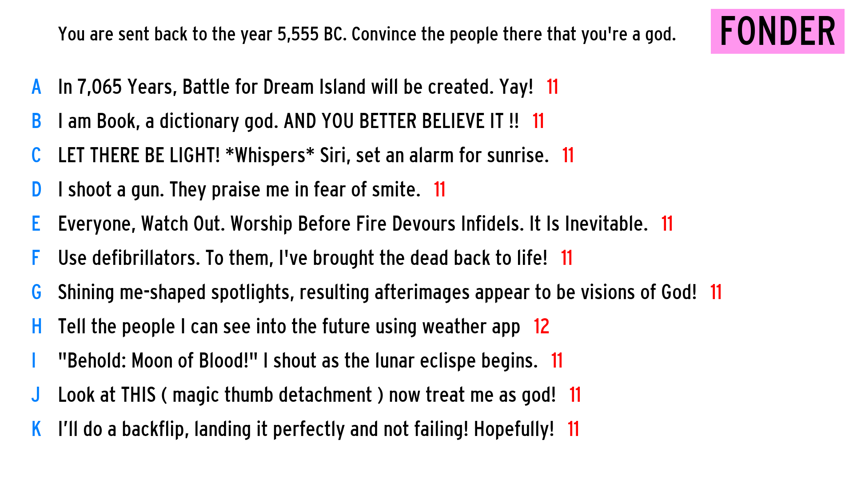 You are sent back to the year 5,555 BC. Convince the people there that you're a god.
FONDER
A In 7,065 Years, Battle for Dream Island will be created. Yay! 11
B I am Book, a dictionary god. AND YOU BETTER BELIEVE IT !! 11
C LET THERE BE LIGHT! *Whispers* Siri, set an alarm for sunrise. 11
D I shoot a gun. They praise me in fear of smite. 11
E Everyone, Watch Out. Worship Before Fire Devours Infidels. It Is Inevitable. 11
F Use defibrillators. To them, I've brought the dead back to life! 11
G Shining me-shaped spotlights, resulting afterimages appear to be visions of God! 11
H Tell the people I can see into the future using weather app 12
I "Behold: Moon of Blood!" I shout as the lunar eclispe begins. 11
J Look at THIS ( magic thumb detachment ) now treat me as god! 11
K I’ll do a backflip, landing it perfectly and not failing! Hopefully! 11